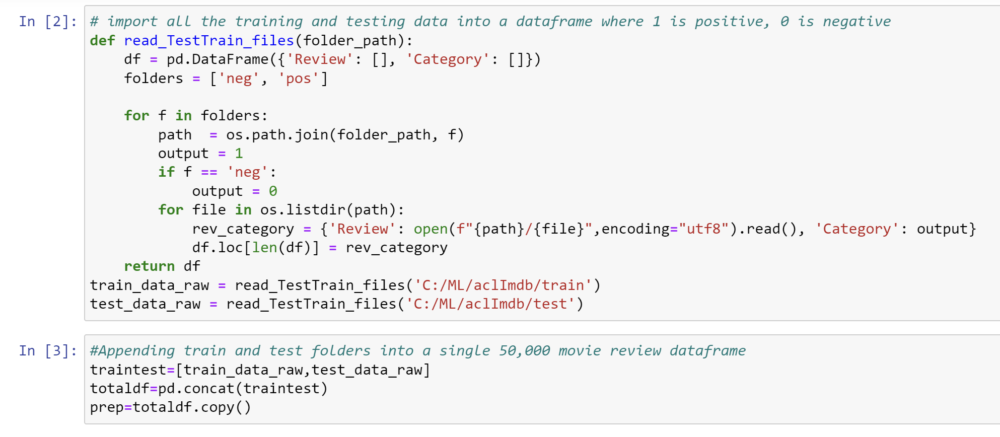 In [2]:
# import all the training and testing data into a dataframe where 1 is positive, 0 is negative
def read_TestTrain_files(folder_path):
    df = pd.DataFrame({'Review': [], 'Category': []})
    folders = ['neg', 'pos']

    for f in folders:
        path  = os.path.join(folder_path, f)
        output = 1
        if f == 'neg':
            output = 0
        for file in os.listdir(path):
            rev_category = {'Review': open(f"{path}/{file}",encoding="utf8").read(), 'Category': output}
            df.loc[len(df)] = rev_category
    return df
train_data_raw = read_TestTrain_files('C:/ML/aclImdb/train')
test_data_raw = read_TestTrain_files('C:/ML/aclImdb/test')
In [3]:
#Appending train and test folders into a single 50,000 movie review dataframe
traintest=[train_data_raw,test_data_raw]
totaldf=pd.concat(traintest)
prep=totaldf.copy()